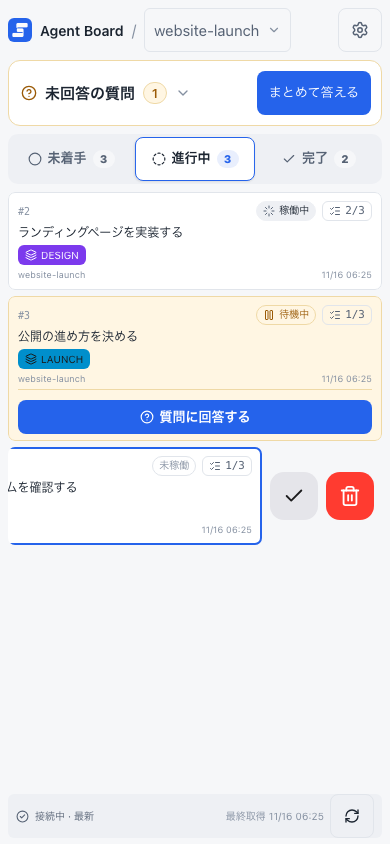 Agent Board / website-launch
未回答の質問 1 まとめて答える
未着手 3 進行中 3 完了 2
#2 稼働中 2/3
ランディングページを実装する
DESIGN
website-launch 11/16 06:25
#3 待機中 1/3
公開の進め方を決める
LAUNCH
website-launch 11/16 06:25
質問に回答する
未稼働 1/3
ムを確認する
11/16 06:25
接続中・最新 最終取得 11/16 06:25